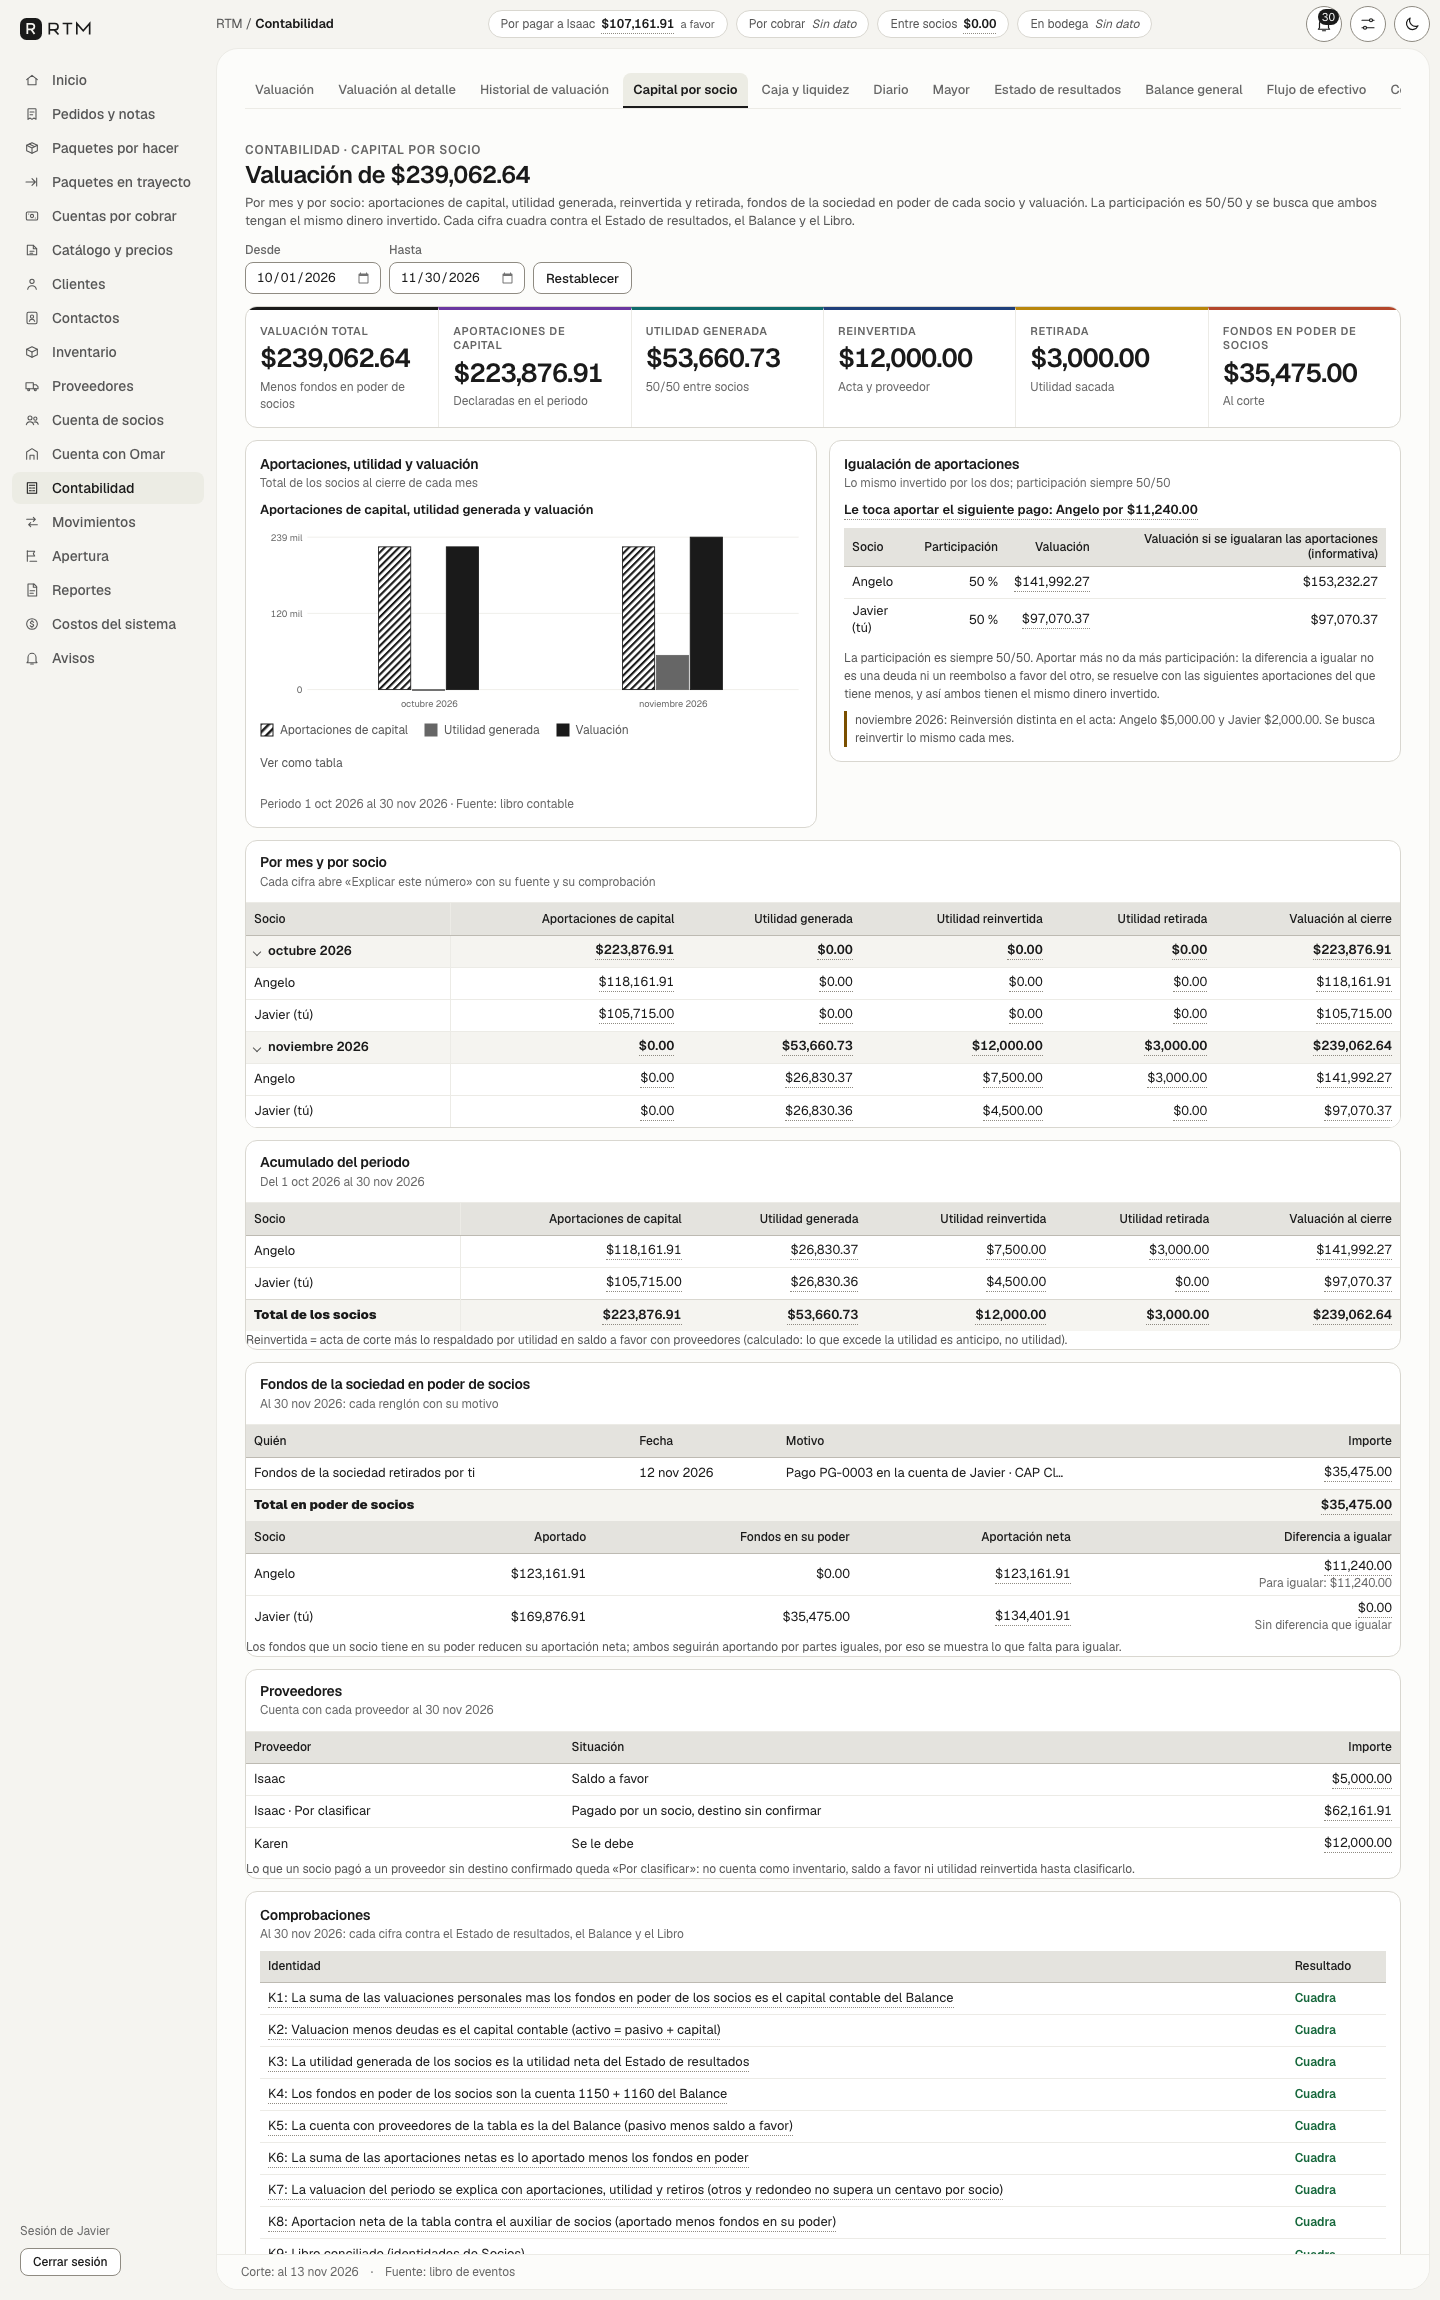 RTM
RTM / Contabilidad
Por pagar a Isaac $107,161.91 a favor
Por cobrar Sin dato
Entre socios $0.00
En bodega Sin dato
30
Inicio
Pedidos y notas
Paquetes por hacer
Paquetes en trayecto
Cuentas por cobrar
Catálogo y precios
Clientes
Contactos
Inventario
Proveedores
Cuenta de socios
Cuenta con Omar
Contabilidad
Movimientos
Apertura
Reportes
Costos del sistema
Avisos
Sesión de Javier
Cerrar sesión
Valuación Valuación al detalle Historial de valuación Capital por socio Caja y liquidez Diario Mayor Estado de resultados Balance general Flujo de efectivo
CONTABILIDAD · CAPITAL POR SOCIO
Valuación de $239,062.64
Por mes y por socio: aportaciones de capital, utilidad generada, reinvertida y retirada, fondos de la sociedad en poder de cada socio y valuación. La participación es 50/50 y se busca que ambos
tengan el mismo dinero invertido. Cada cifra cuadra contra el Estado de resultados, el Balance y el Libro.
Desde Hasta
10/01/2026 11/30/2026 Restablecer
VALUACIÓN TOTAL
$239,062.64
Menos fondos en poder de
socios
APORTACIONES DE
CAPITAL
$223,876.91
Declaradas en el periodo
UTILIDAD GENERADA
$53,660.73
50/50 entre socios
REINVERTIDA
$12,000.00
Acta y proveedor
RETIRADA
$3,000.00
Utilidad sacada
FONDOS EN PODER DE
SOCIOS
$35,475.00
Al corte
Aportaciones, utilidad y valuación
Total de los socios al cierre de cada mes
Aportaciones de capital, utilidad generada y valuación
239 mil
120 mil
0
octubre 2026 noviembre 2026
Aportaciones de capital Utilidad generada Valuación
Ver como tabla
Periodo 1 oct 2026 al 30 nov 2026 · Fuente: libro contable
Igualación de aportaciones
Lo mismo invertido por los dos; participación siempre 50/50
Le toca aportar el siguiente pago: Angelo por $11,240.00
Socio Participación Valuación Valuación si se igualaran las aportaciones
(informativa)
Angelo 50 % $141,992.27 $153,232.27
Javier
(tú) 50 % $97,070.37 $97,070.37
La participación es siempre 50/50. Aportar más no da más participación: la diferencia a igualar no
es una deuda ni un reembolso a favor del otro, se resuelve con las siguientes aportaciones del que
tiene menos, y así ambos tienen el mismo dinero invertido.
noviembre 2026: Reinversión distinta en el acta: Angelo $5,000.00 y Javier $2,000.00. Se busca
reinvertir lo mismo cada mes.
Por mes y por socio
Cada cifra abre «Explicar este número» con su fuente y su comprobación
Socio Aportaciones de capital Utilidad generada Utilidad reinvertida Utilidad retirada Valuación al cierre
octubre 2026 $223,876.91 $0.00 $0.00 $0.00 $223,876.91
Angelo $118,161.91 $0.00 $0.00 $0.00 $118,161.91
Javier (tú) $105,715.00 $0.00 $0.00 $0.00 $105,715.00
noviembre 2026 $0.00 $53,660.73 $12,000.00 $3,000.00 $239,062.64
Angelo $0.00 $26,830.37 $7,500.00 $3,000.00 $141,992.27
Javier (tú) $0.00 $26,830.36 $4,500.00 $0.00 $97,070.37
Acumulado del periodo
Del 1 oct 2026 al 30 nov 2026
Socio Aportaciones de capital Utilidad generada Utilidad reinvertida Utilidad retirada Valuación al cierre
Angelo $118,161.91 $26,830.37 $7,500.00 $3,000.00 $141,992.27
Javier (tú) $105,715.00 $26,830.36 $4,500.00 $0.00 $97,070.37
Total de los socios $223,876.91 $53,660.73 $12,000.00 $3,000.00 $239,062.64
Reinvertida = acta de corte más lo respaldado por utilidad en saldo a favor con proveedores (calculado: lo que excede la utilidad es anticipo, no utilidad).
Fondos de la sociedad en poder de socios
Al 30 nov 2026: cada renglón con su motivo
Quién Fecha Motivo Importe
Fondos de la sociedad retirados por ti 12 nov 2026 Pago PG-0003 en la cuenta de Javier · CAP CL… $35,475.00
Total en poder de socios $35,475.00
Socio Aportado Fondos en su poder Aportación neta Diferencia a igualar
Angelo $123,161.91 $0.00 $123,161.91 $11,240.00
Para igualar: $11,240.00
Javier (tú) $169,876.91 $35,475.00 $134,401.91 $0.00
Sin diferencia que igualar
Los fondos que un socio tiene en su poder reducen su aportación neta; ambos seguirán aportando por partes iguales, por eso se muestra lo que falta para igualar.
Proveedores
Cuenta con cada proveedor al 30 nov 2026
Proveedor Situación Importe
Isaac Saldo a favor $5,000.00
Isaac · Por clasificar Pagado por un socio, destino sin confirmar $62,161.91
Karen Se le debe $12,000.00
Lo que un socio pagó a un proveedor sin destino confirmado queda «Por clasificar»: no cuenta como inventario, saldo a favor ni utilidad reinvertida hasta clasificarlo.
Comprobaciones
Al 30 nov 2026: cada cifra contra el Estado de resultados, el Balance y el Libro
Identidad Resultado
K1: La suma de las valuaciones personales mas los fondos en poder de los socios es el capital contable del Balance Cuadra
K2: Valuacion menos deudas es el capital contable (activo = pasivo + capital) Cuadra
K3: La utilidad generada de los socios es la utilidad neta del Estado de resultados Cuadra
K4: Los fondos en poder de los socios son la cuenta 1150 + 1160 del Balance Cuadra
K5: La cuenta con proveedores de la tabla es la del Balance (pasivo menos saldo a favor) Cuadra
K6: La suma de las aportaciones netas es lo aportado menos los fondos en poder Cuadra
K7: La valuacion del periodo se explica con aportaciones, utilidad y retiros (otros y redondeo no supera un centavo por socio) Cuadra
K8: Aportacion neta de la tabla contra el auxiliar de socios (aportado menos fondos en su poder) Cuadra
K9: Libro conciliado (identidades de Socios) Cuadra
Corte: al 13 nov 2026 · Fuente: libro de eventos